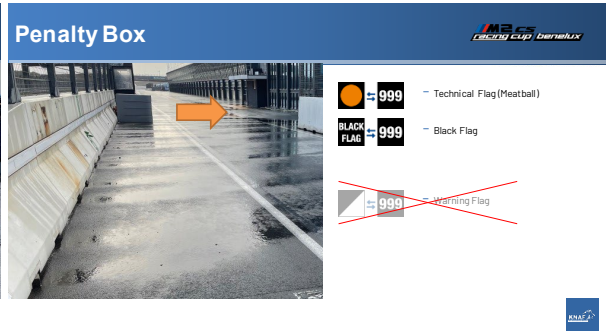 Penalty Box
M2 CS
racing cup benelux
999
– Technical Flag (Meatball)
BLACK FLAG
999
– Black Flag
999
– Warning Flag
KNAF